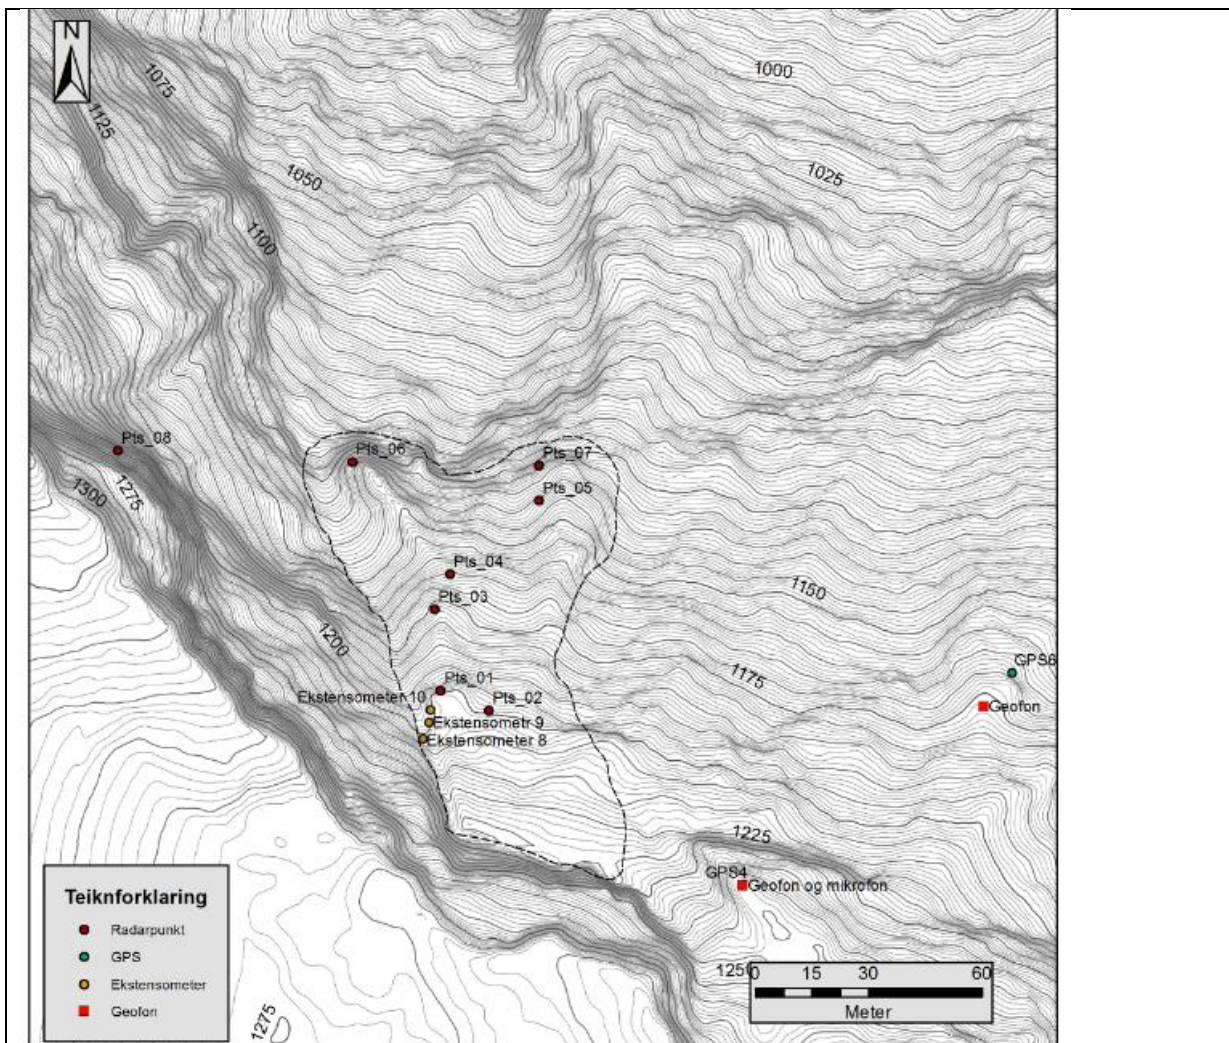 N
1000
1075
1125
1050
1025
1100
Pts_08
Pts_06
Pts_07
1300
1275
Pts_05
Pts_04
1150
Pts_03
1200
GPS6
1175
Pts_01
Ekstensometer 10
Pts_02
Geofon
Ekstensometr 9
Ekstensometer 8
1225
GPS4
Geofon og mikrofon
Teiknforklaring
Radarpunkt
GPS
Ekstensometer
Geofon
1250
0 15 30 60
Meter
1275